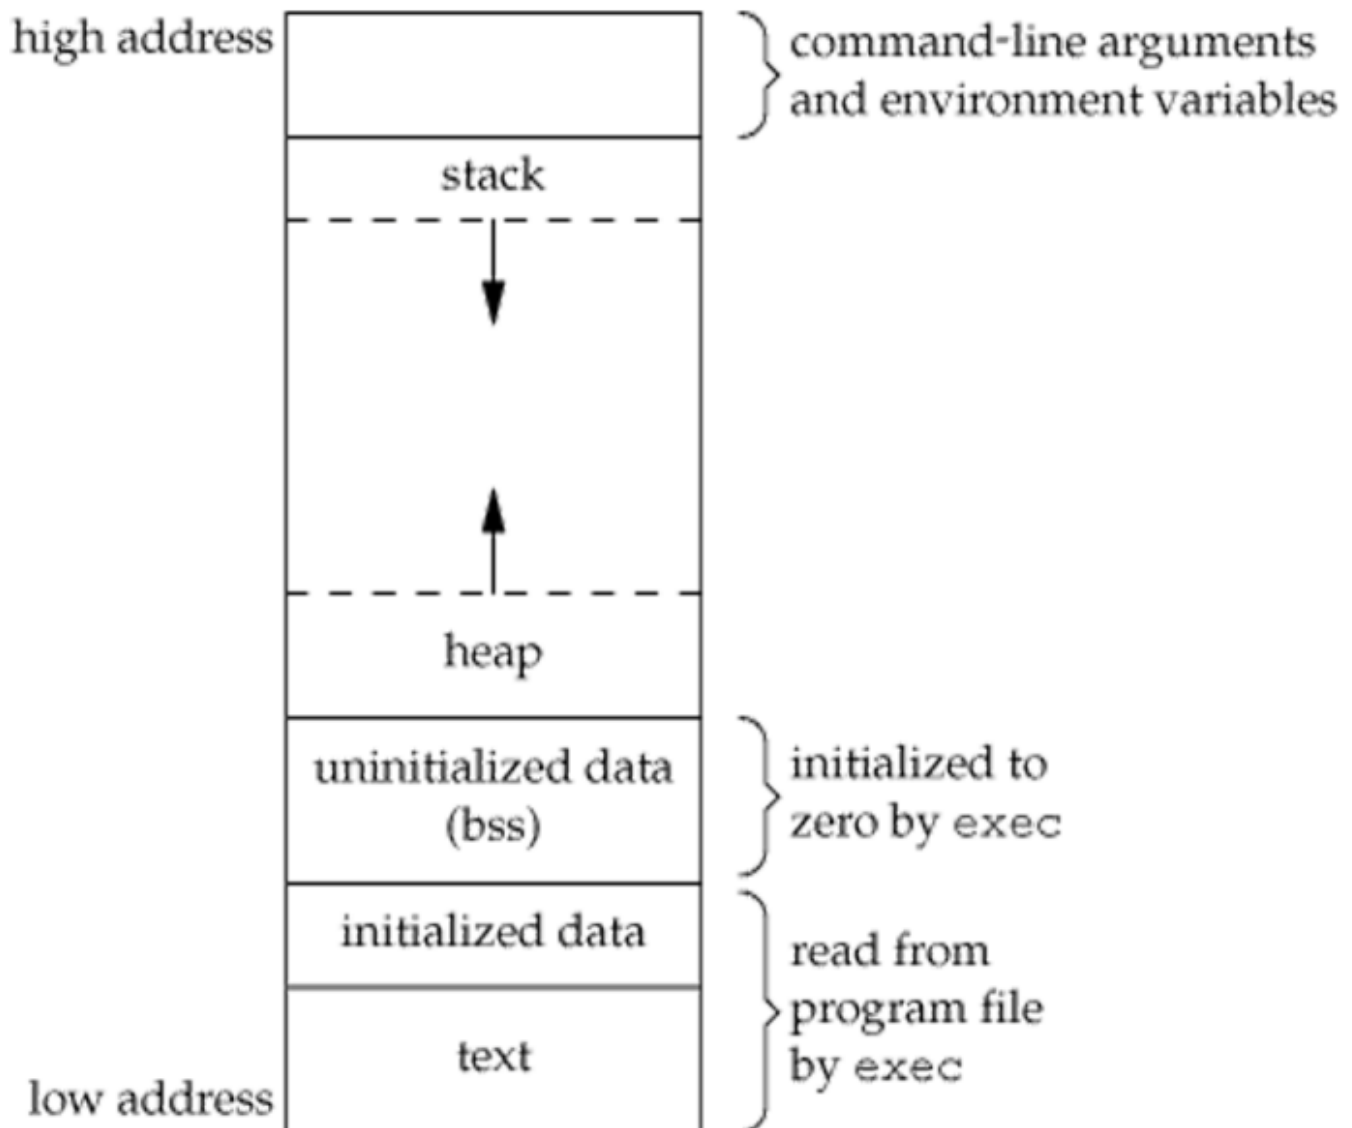 high address
command-line arguments
and environment variables
stack
heap
uninitialized data
(bss)
initialized to
zero by exec
initialized data
read from
program file
by exec
text
low address